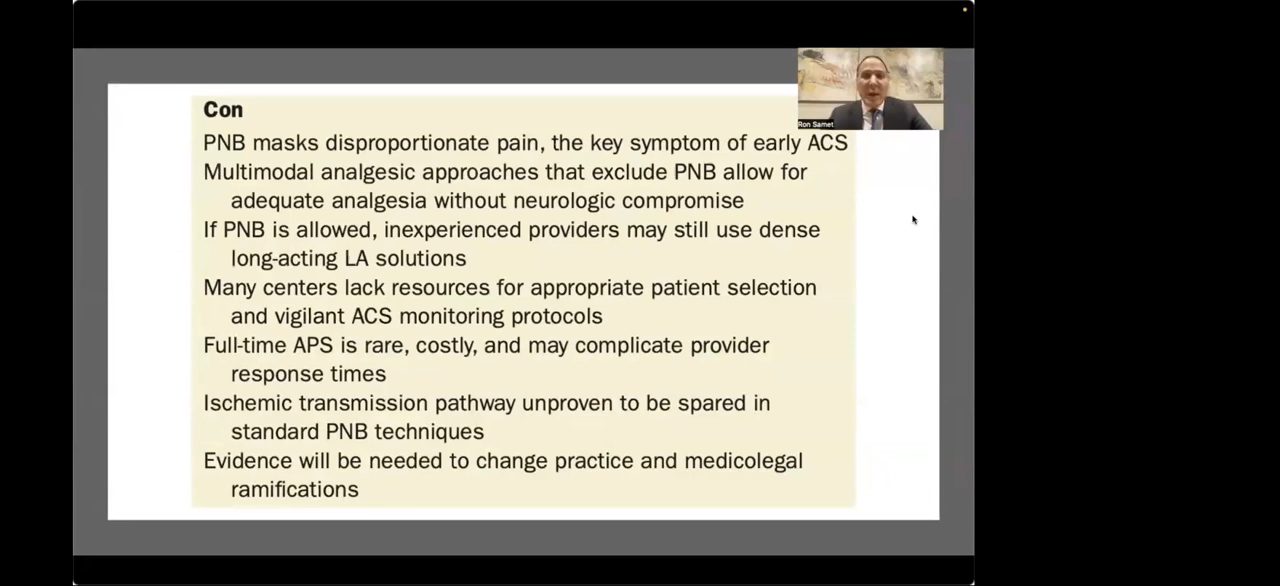 Con
PNB masks disproportionate pain, the key symptom of early ACS
Multimodal analgesic approaches that exclude PNB allow for
adequate analgesia without neurologic compromise
If PNB is allowed, inexperienced providers may still use dense
long-acting LA solutions
Many centers lack resources for appropriate patient selection
and vigilant ACS monitoring protocols
Full-time APS is rare, costly, and may complicate provider
response times
Ischemic transmission pathway unproven to be spared in
standard PNB techniques
Evidence will be needed to change practice and medicolegal
ramifications
Ron Samet